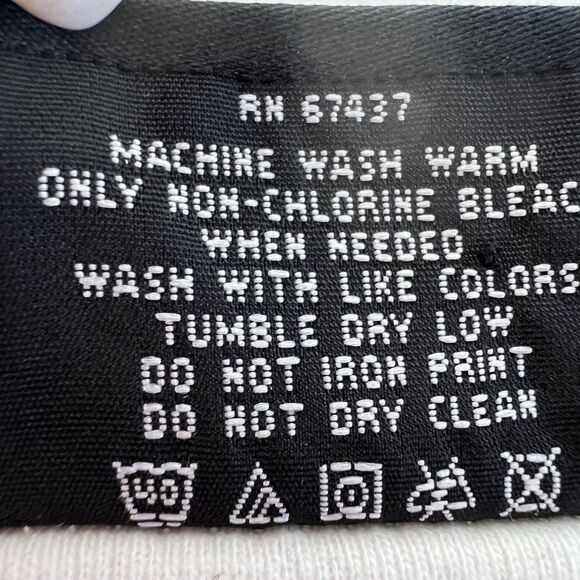 RN 67437
MACHINE WASH WARM
ONLY NON-CHLORINE BLEAC
WHEN NEEDED
WASH WITH LIKE COLORS
TUMBLE DRY LOW
DO NOT IRON PRINT
DO NOT DRY CLEAN